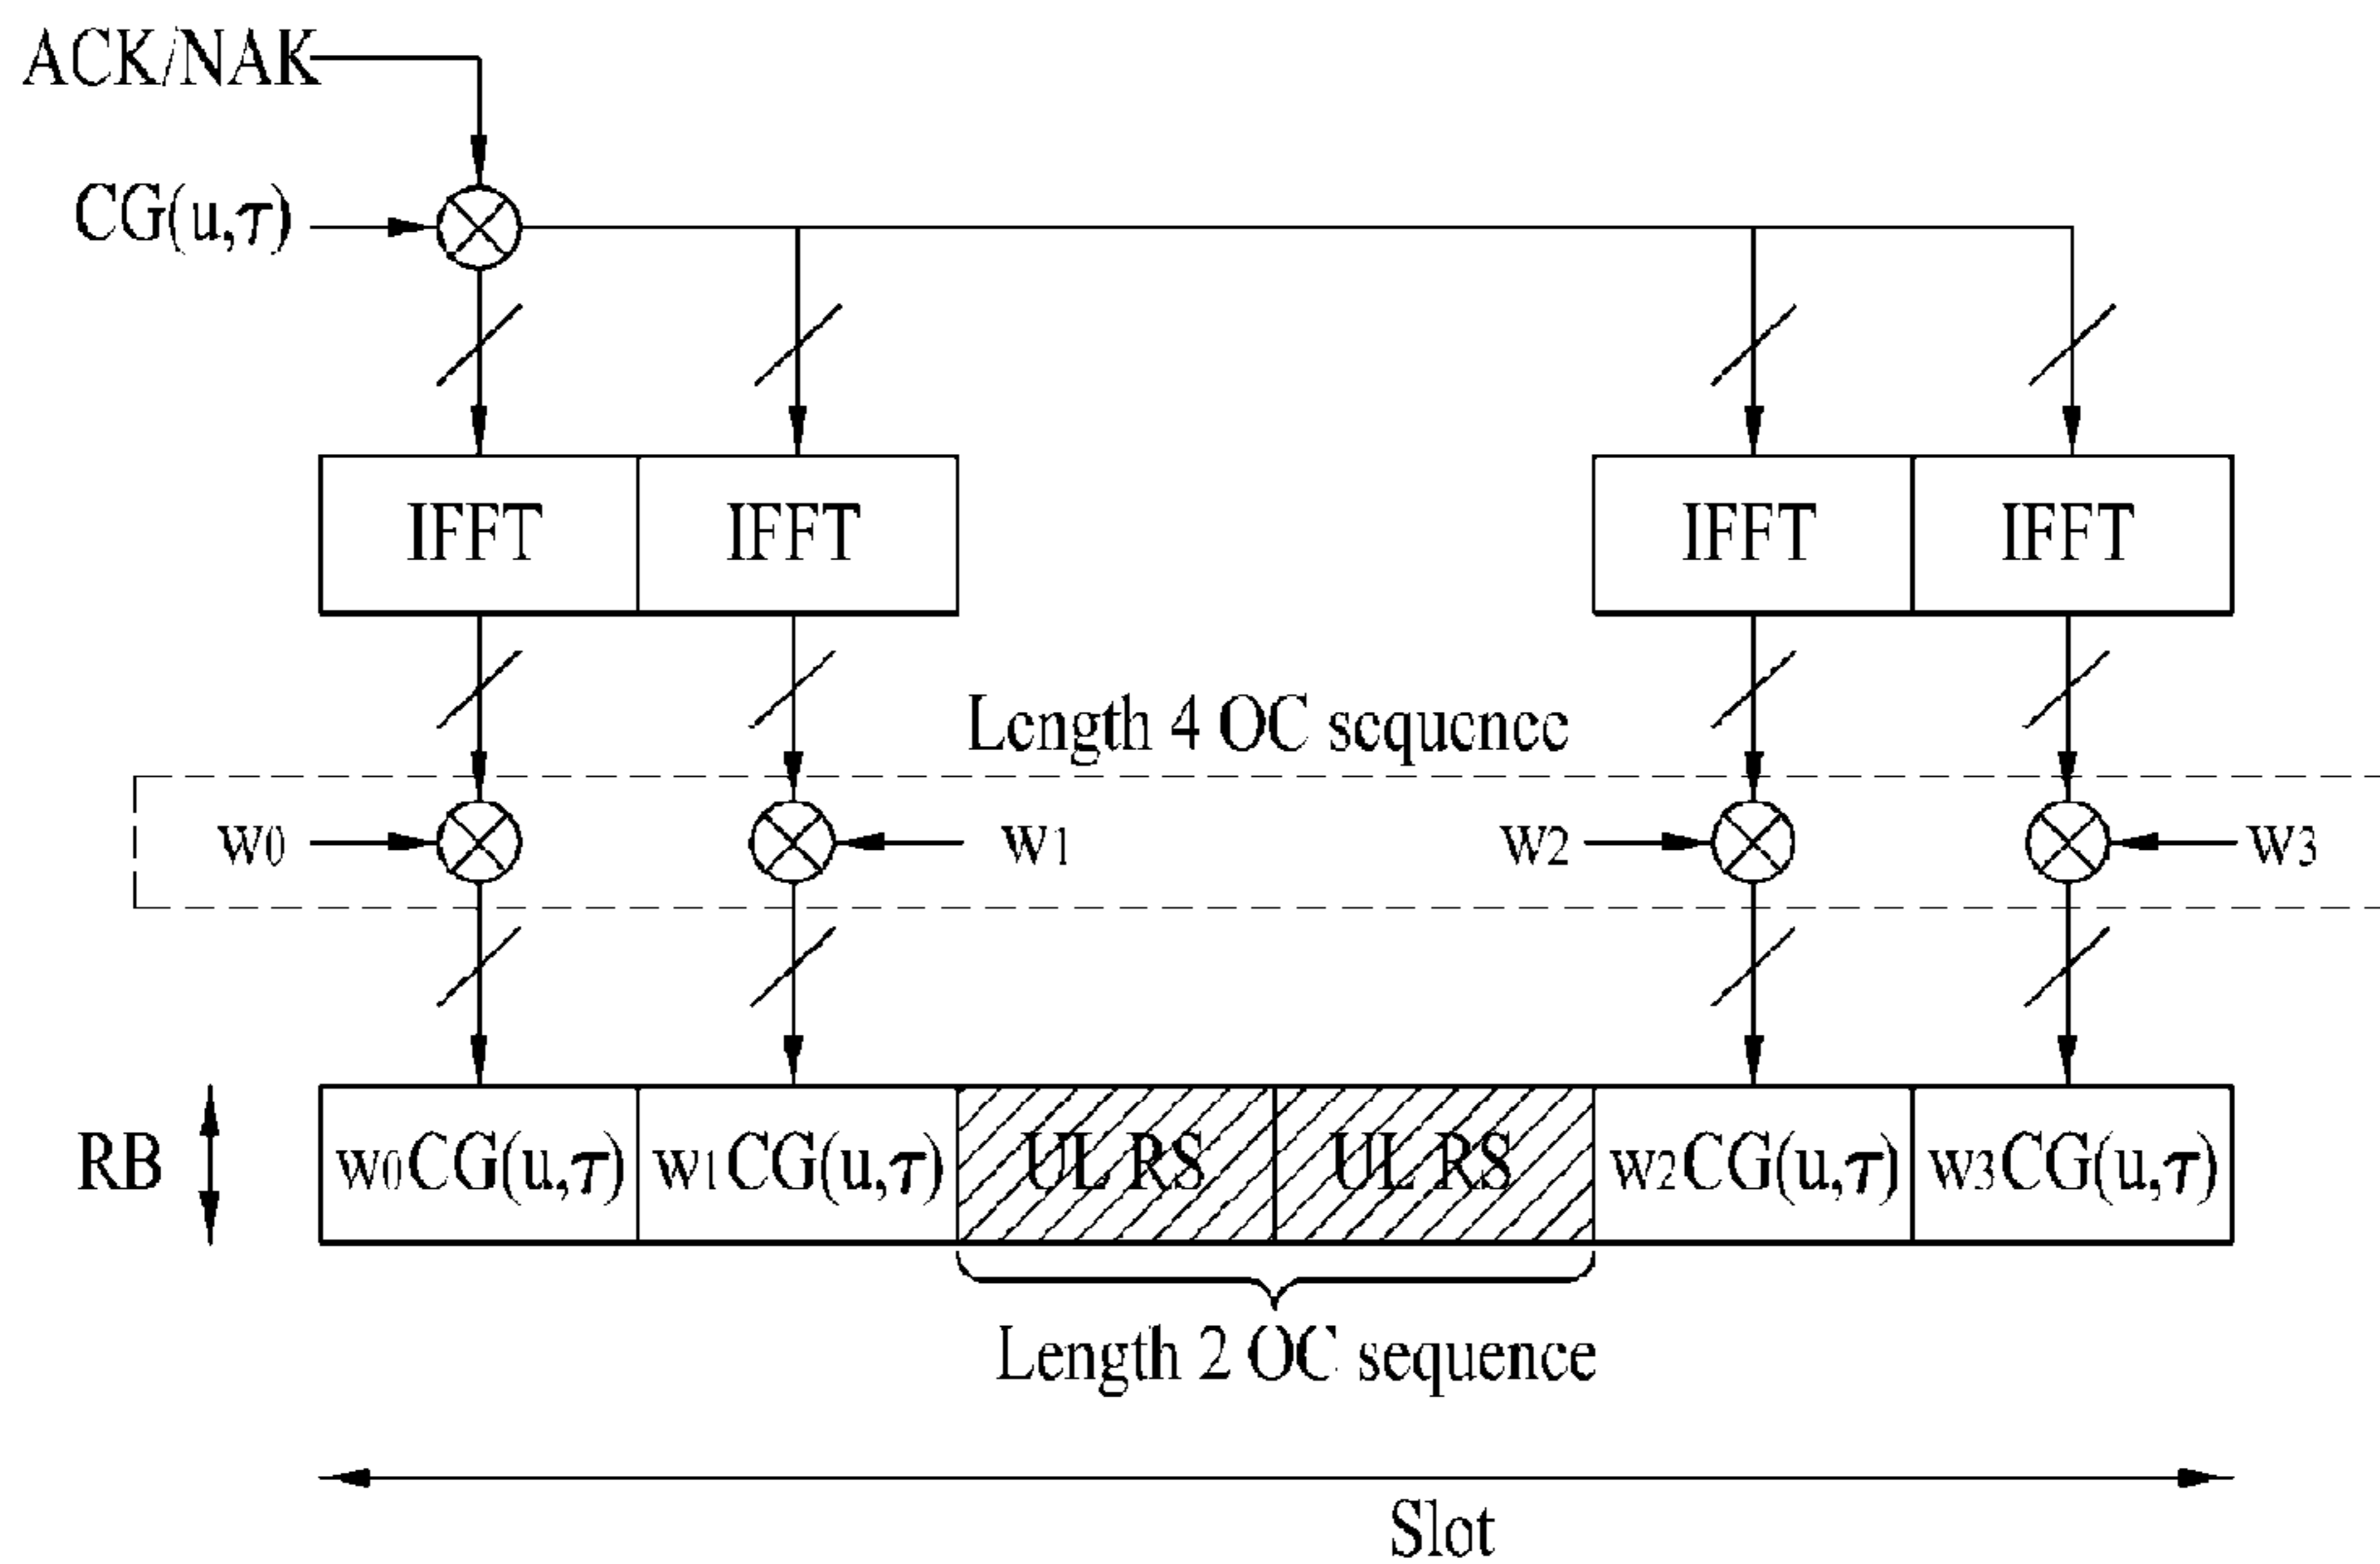 ACK/NAK
CG(u,τ)
IFFT IFFT IFFT IFFT
Length 4 OC sequence
w0 w1 w2 w3
RB w0CG(u,τ) w1CG(u,τ) UL RS UL RS w2CG(u,τ) w3CG(u,τ)
Length 2 OC sequence
Slot